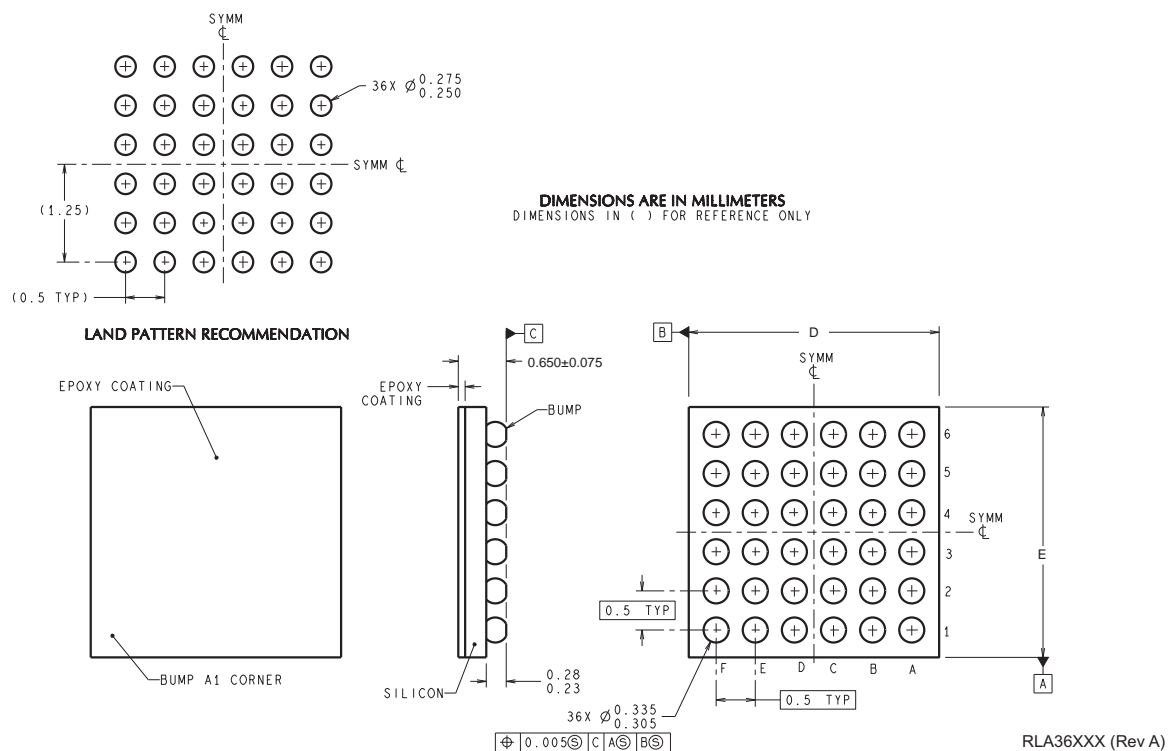 SYMM
℄
36X Ø 0.275
0.250
SYMM ℄
(1.25)
(0.5 TYP)
DIMENSIONS ARE IN MILLIMETERS
DIMENSIONS IN ( ) FOR REFERENCE ONLY
LAND PATTERN RECOMMENDATION
EPOXY COATING
BUMP A1 CORNER
C
0.650±0.075
EPOXY
COATING
BUMP
SILICON
0.28
0.23
B
D
SYMM
℄
6
5
4
3
2
1
SYMM
℄
E
0.5 TYP
F E D C B A
A
0.5 TYP
36X Ø 0.335
0.305
⌖ 0.005Ⓢ C AⓈ BⓈ
RLA36XXX (Rev A)